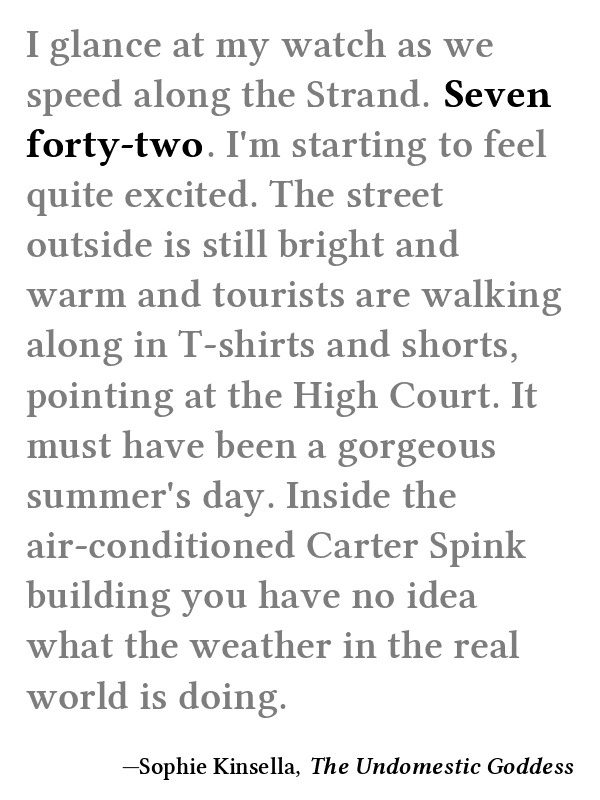 I glance at my watch as we
speed along the Strand. Seven
forty-two. I'm starting to feel
quite excited. The street
outside is still bright and
warm and tourists are walking
along in T-shirts and shorts,
pointing at the High Court. It
must have been a gorgeous
summer's day. Inside the
air-conditioned Carter Spink
building you have no idea
what the weather in the real
world is doing.
—Sophie Kinsella, The Undomestic Goddess